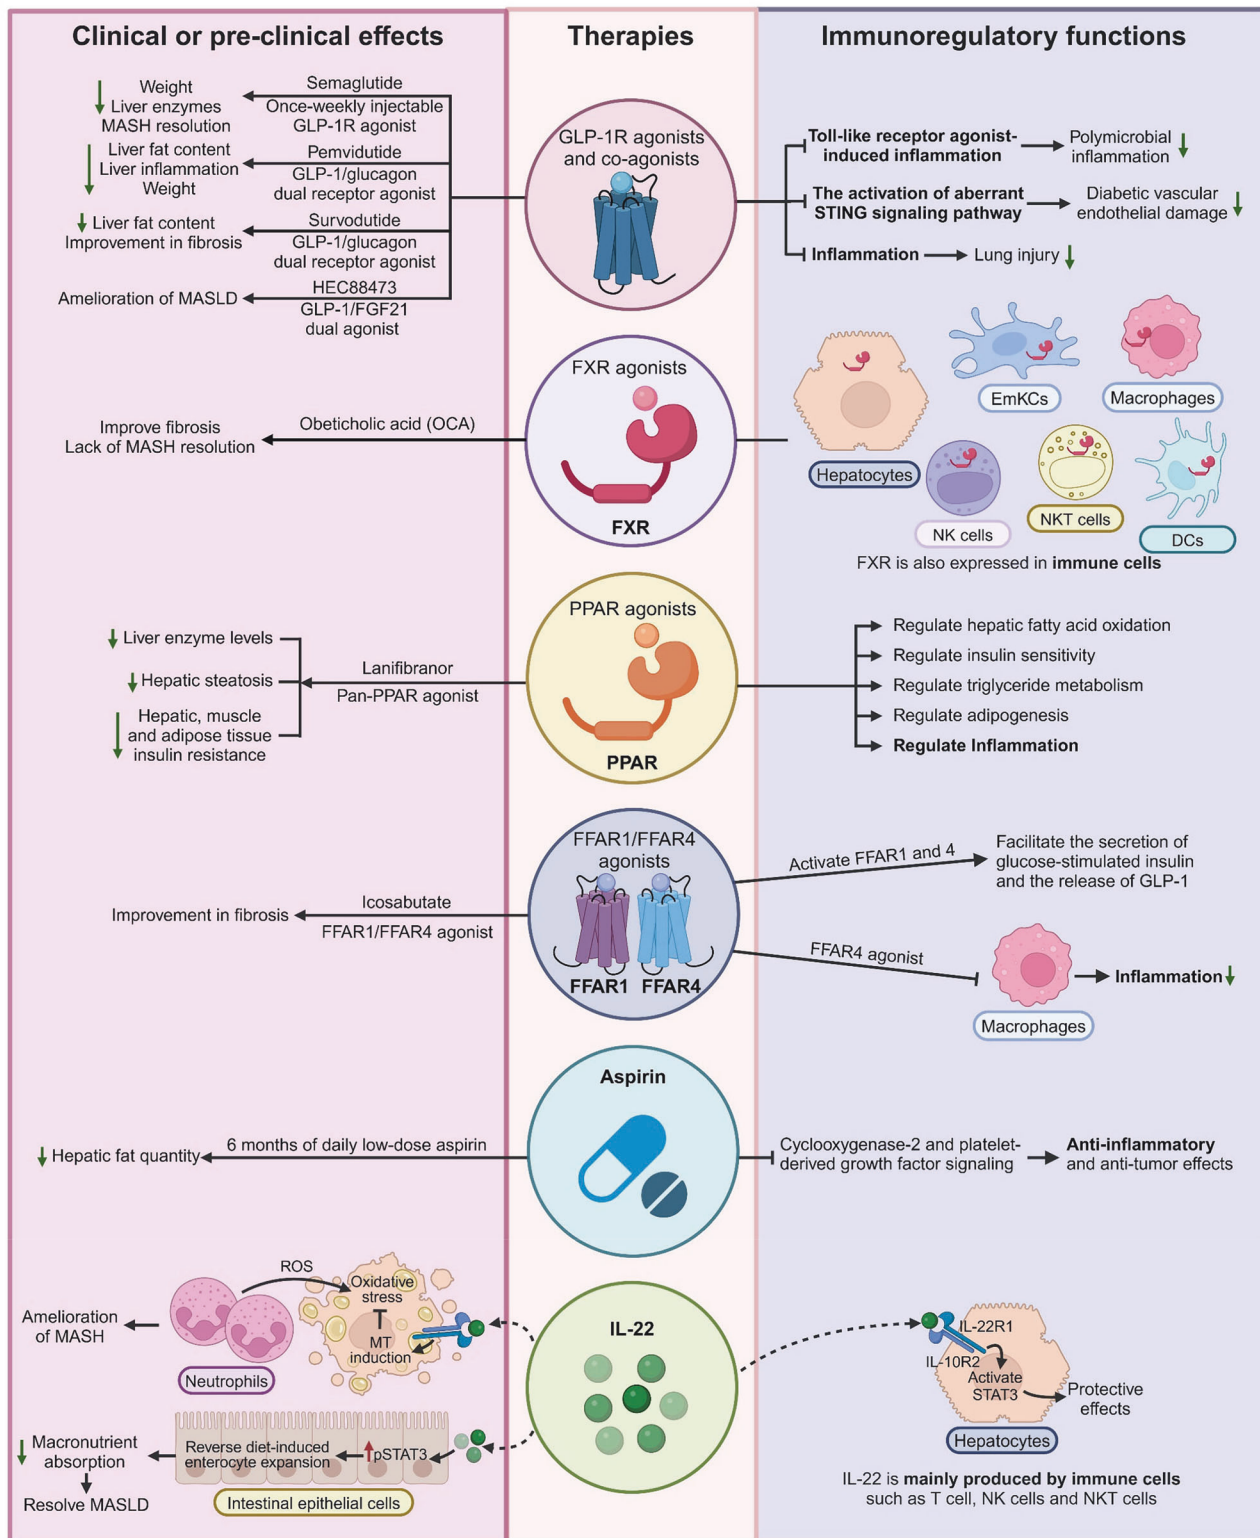 Clinical or pre-clinical effects
Therapies
Immunoregulatory functions
Weight
Liver enzymes
MASH resolution
Semaglutide
Once-weekly injectable
GLP-1R agonist
Liver fat content
Liver inflammation
Weight
Pemvidutide
GLP-1/glucagon
dual receptor agonist
Liver fat content
Improvement in fibrosis
Survodutide
GLP-1/glucagon
dual receptor agonist
Amelioration of MASLD
HEC88473
GLP-1/FGF21
dual agonist
GLP-1R agonists
and co-agonists
Toll-like receptor agonist-
induced inflammation
Polymicrobial
inflammation
The activation of aberrant
STING signaling pathway
Diabetic vascular
endothelial damage
Inflammation
Lung injury
Improve fibrosis
Lack of MASH resolution
Obeticholic acid (OCA)
FXR agonists
FXR
Hepatocytes
EmKCs
Macrophages
NK cells
NKT cells
DCs
FXR is also expressed in immune cells
Liver enzyme levels
Hepatic steatosis
Hepatic, muscle
and adipose tissue
insulin resistance
Lanifibranor
Pan-PPAR agonist
PPAR agonists
PPAR
Regulate hepatic fatty acid oxidation
Regulate insulin sensitivity
Regulate triglyceride metabolism
Regulate adipogenesis
Regulate Inflammation
Improvement in fibrosis
Icosabutate
FFAR1/FFAR4 agonist
FFAR1/FFAR4
agonists
FFAR1 FFAR4
Activate FFAR1 and 4
Facilitate the secretion of
glucose-stimulated insulin
and the release of GLP-1
FFAR4 agonist
Macrophages
Inflammation
Hepatic fat quantity
6 months of daily low-dose aspirin
Aspirin
Cyclooxygenase-2 and platelet-
derived growth factor signaling
Anti-inflammatory
and anti-tumor effects
Amelioration
of MASH
ROS
Neutrophils
Oxidative
stress
MT
induction
Macronutrient
absorption
Resolve MASLD
Reverse diet-induced
enterocyte expansion
pSTAT3
Intestinal epithelial cells
IL-22
IL-22R1
IL-10R2
Activate
STAT3
Protective
effects
Hepatocytes
IL-22 is mainly produced by immune cells
such as T cell, NK cells and NKT cells